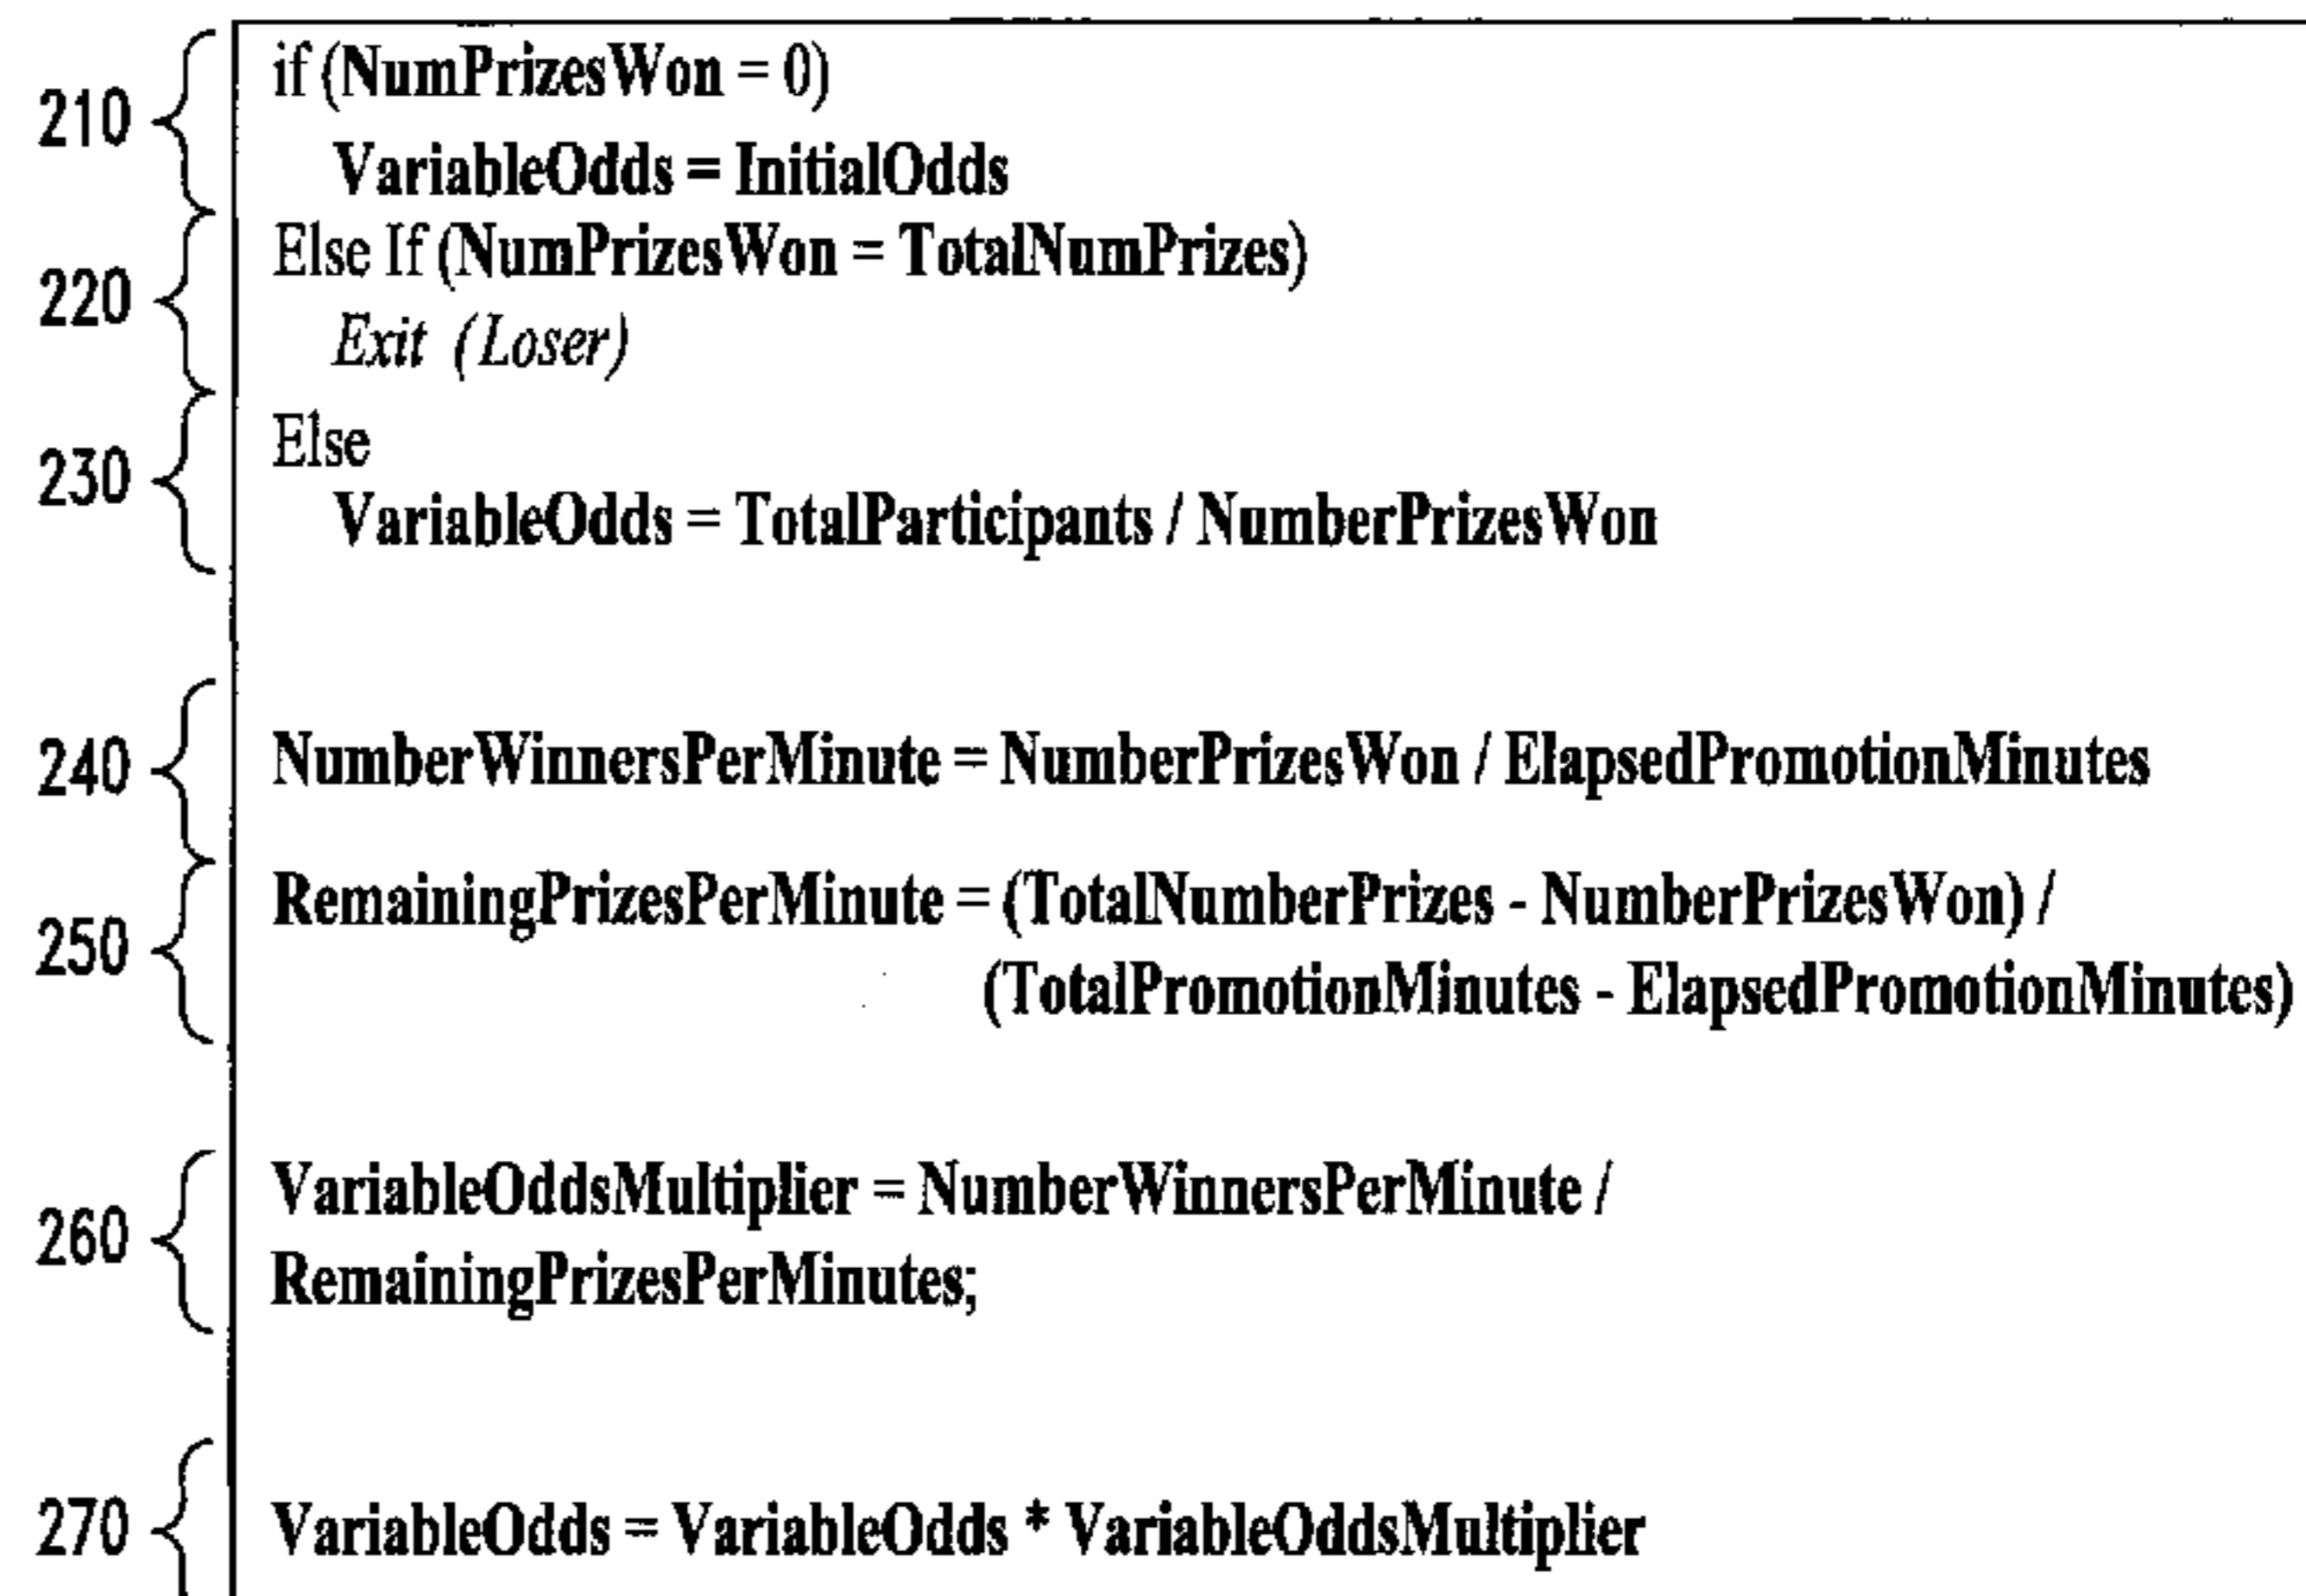 if (NumPrizesWon = 0)
210
VariableOdds = InitialOdds
Else If (NumPrizesWon = TotalNumPrizes)
220
Exit (Loser)
Else
230
VariableOdds = TotalParticipants / NumberPrizesWon
240 NumberWinnersPerMinute = NumberPrizesWon / ElapsedPromotionMinutes
RemainingPrizesPerMinute = (TotalNumberPrizes - NumberPrizesWon) /
250
(TotalPromotionMinutes - ElapsedPromotionMinutes)
VariableOddsMultiplier = NumberWinnersPerMinute /
260
RemainingPrizesPerMinutes;
270 VariableOdds = VariableOdds * VariableOddsMultiplier